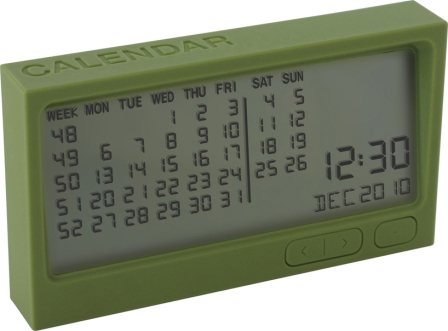 CALENDAR
WEEK MON TUE WED THU FRI SAT SUN
48 1 2 3 4 5
49 6 7 8 9 10 11 12
50 13 14 15 16 17 18 19
51 20 21 22 23 24 25 26
52 27 28 29 30 31
12:30
DEC 2010